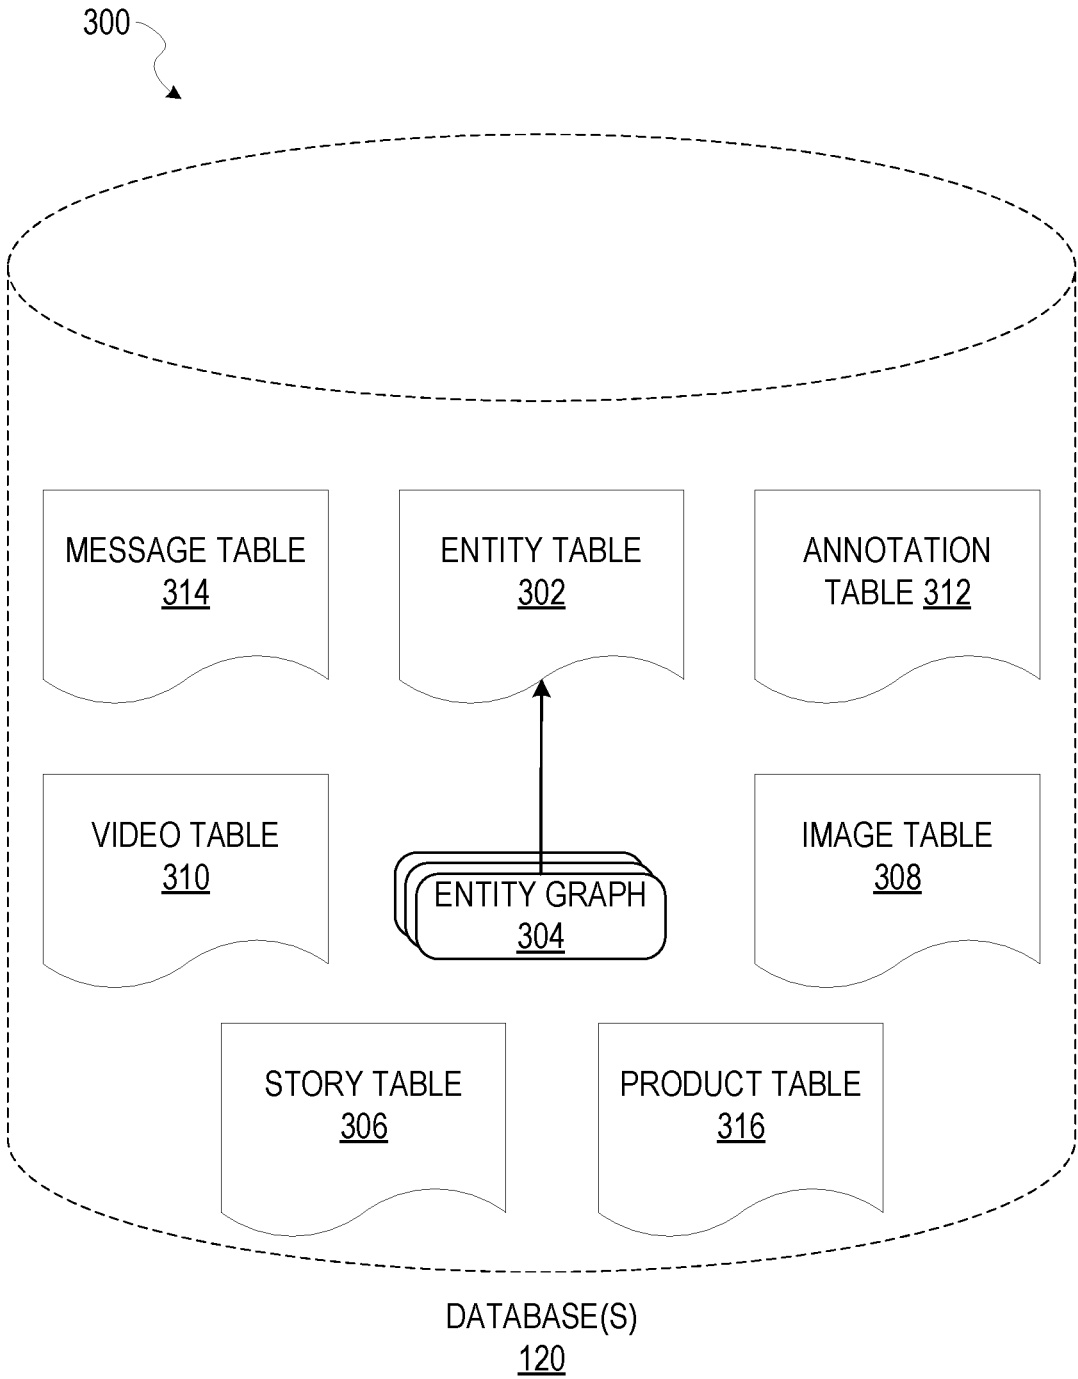 300
MESSAGE TABLE
314
ENTITY TABLE
302
ANNOTATION
TABLE 312
VIDEO TABLE
310
ENTITY GRAPH
304
IMAGE TABLE
308
STORY TABLE
306
PRODUCT TABLE
316
DATABASE(S)
120